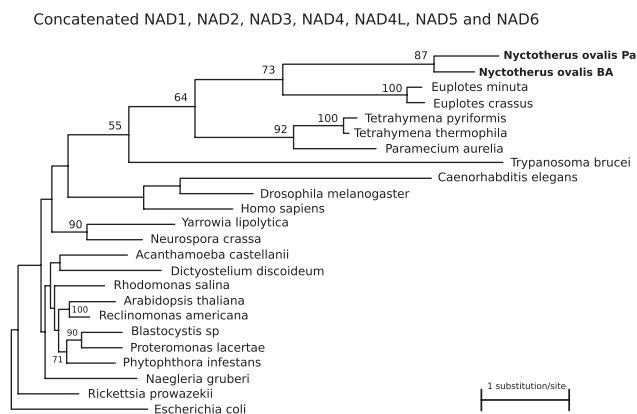 Concatenated NAD1, NAD2, NAD3, NAD4, NAD4L, NAD5 and NAD6
87
Nyctotherus ovalis Pa
73
Nyctotherus ovalis BA
100
Euplotes minuta
64
Euplotes crassus
100
Tetrahymena pyriformis
55
92
Tetrahymena thermophila
Paramecium aurelia
Trypanosoma brucei
Caenorhabditis elegans
Drosophila melanogaster
Homo sapiens
90
Yarrowia lipolytica
Neurospora crassa
Acanthamoeba castellanii
Dictyostelium discoideum
Rhodomonas salina
Arabidopsis thaliana
100
Reclinomonas americana
90
Blastocystis sp
Proteromonas lacertae
71
Phytophthora infestans
Naegleria gruberi
1 substitution/site
Rickettsia prowazekii
Escherichia coli